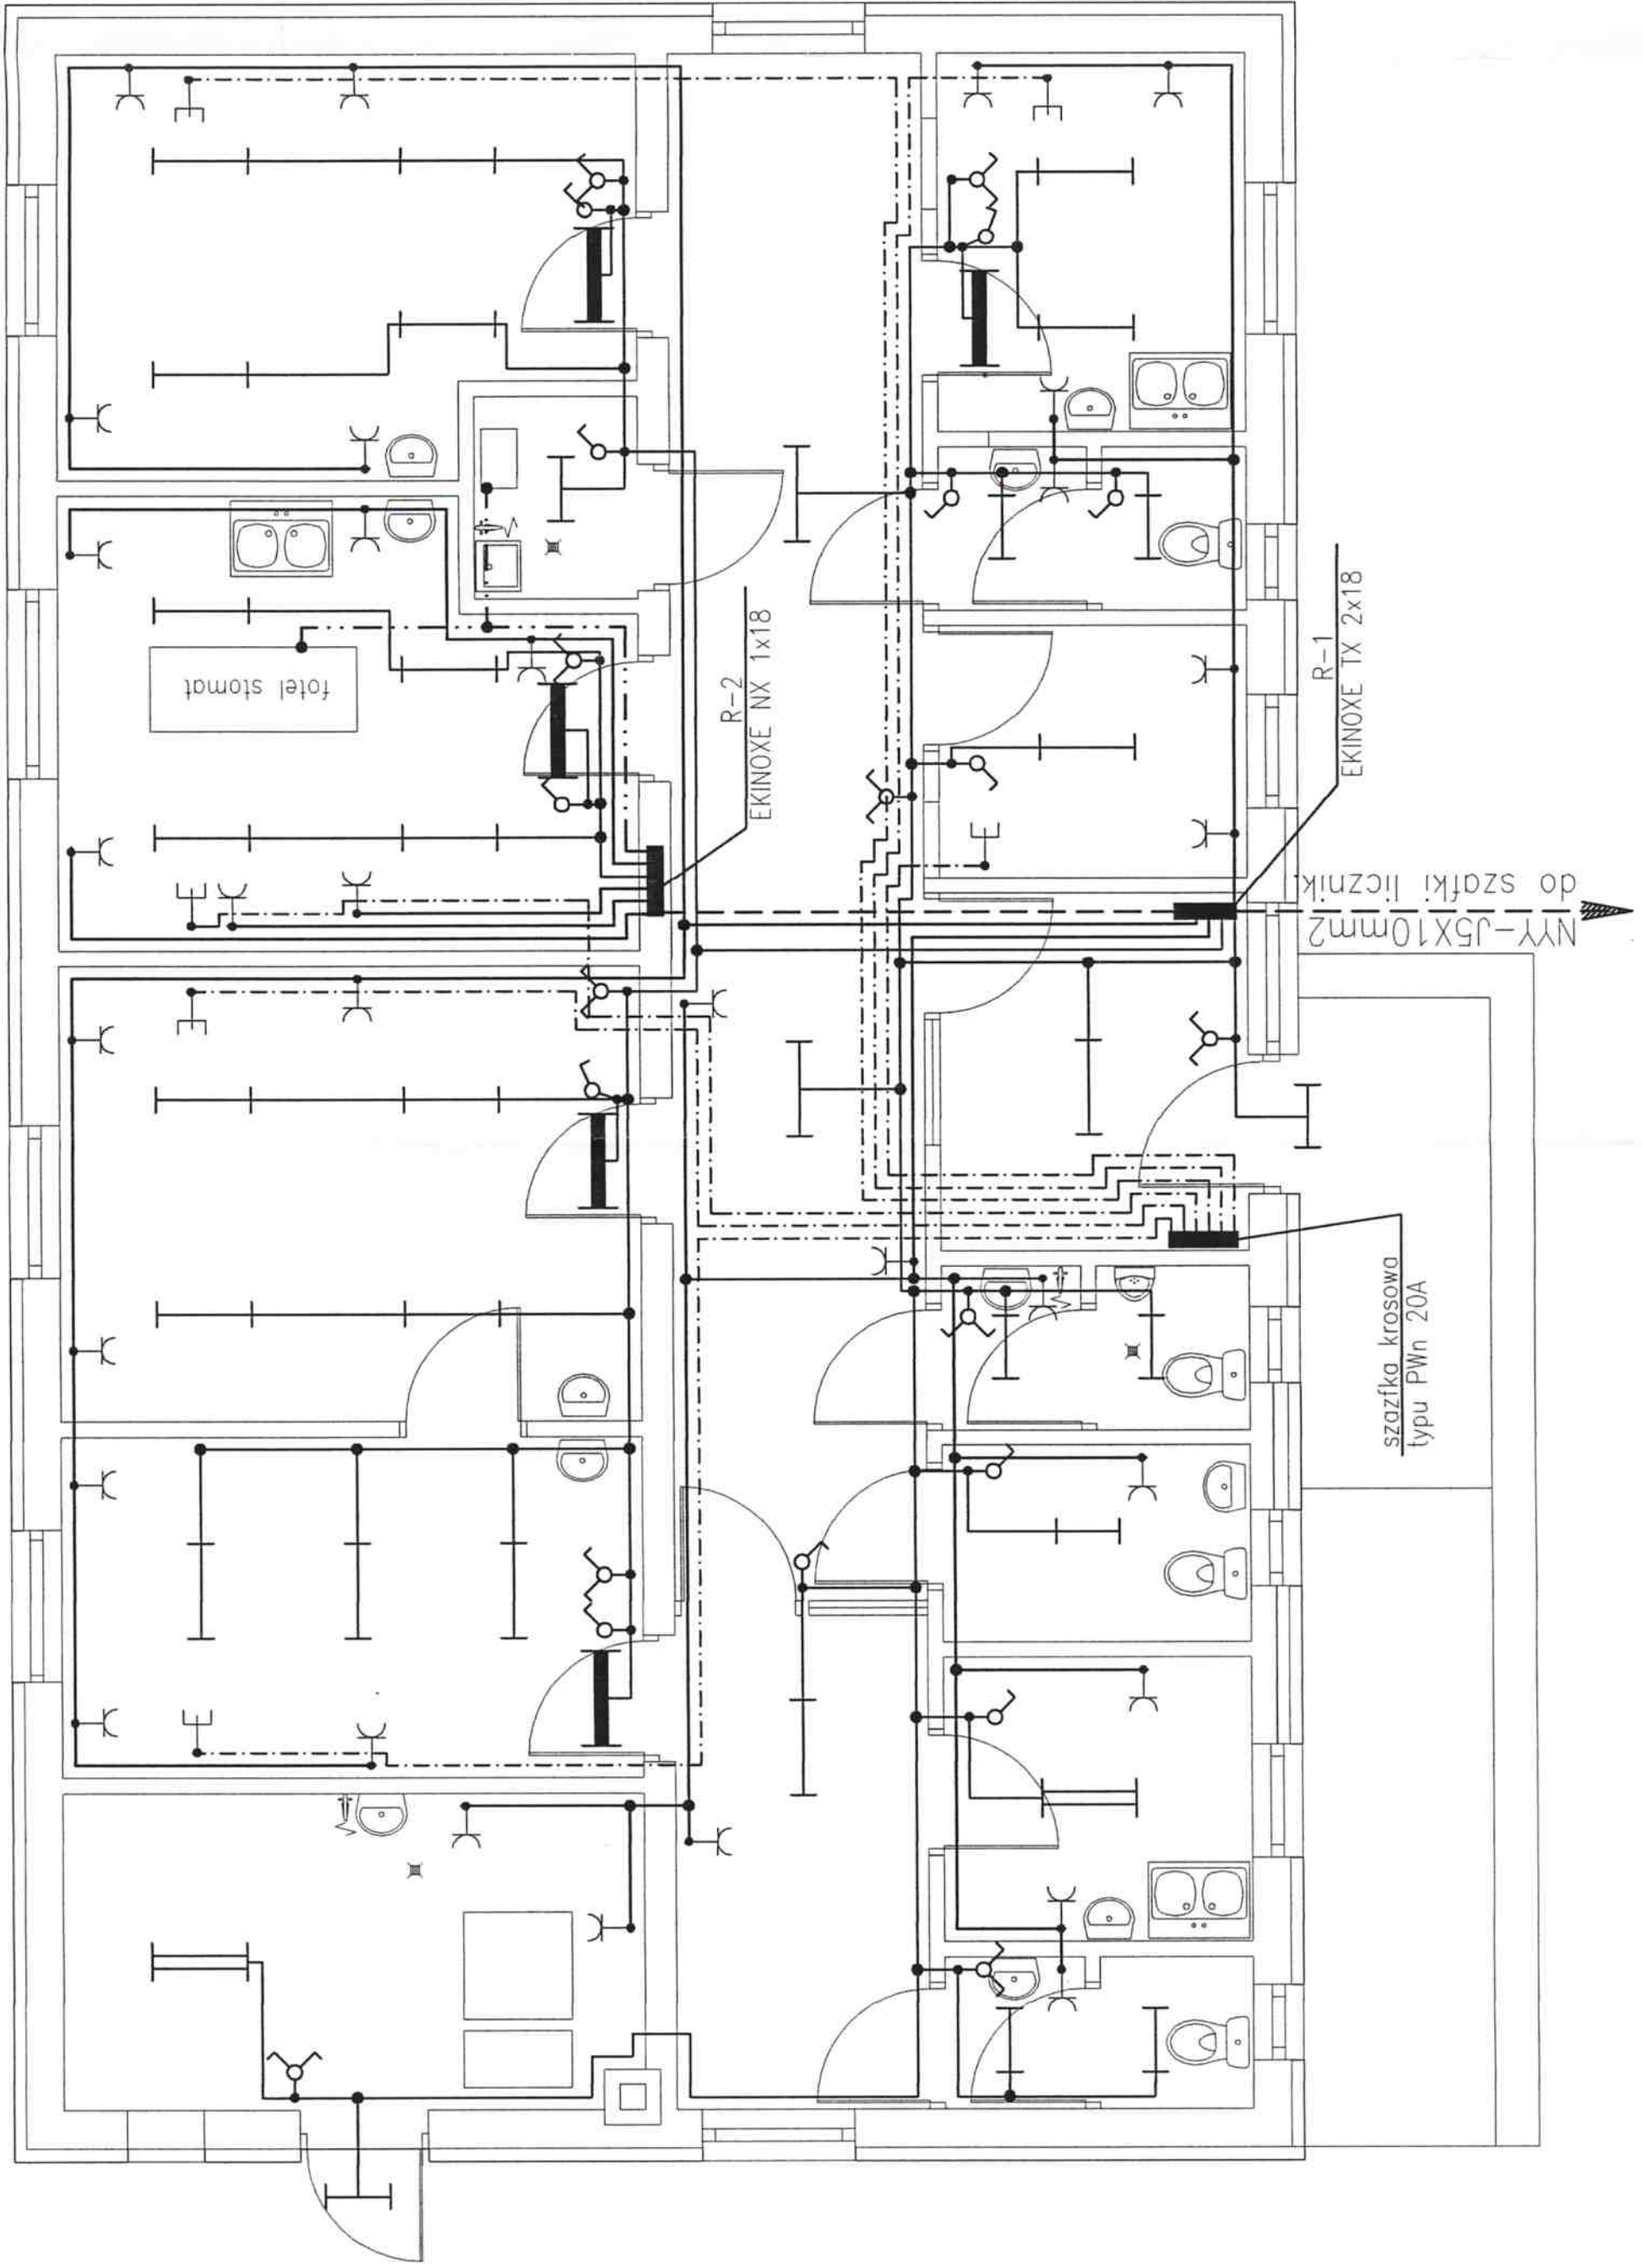 fotel stomat
R-2
EKINOXE NX 1x18
R-1
EKINOXE TX 2x18
do szafki licznik.
NYY-J5X10mm2
szazfka krosowa
typu PWn 20A